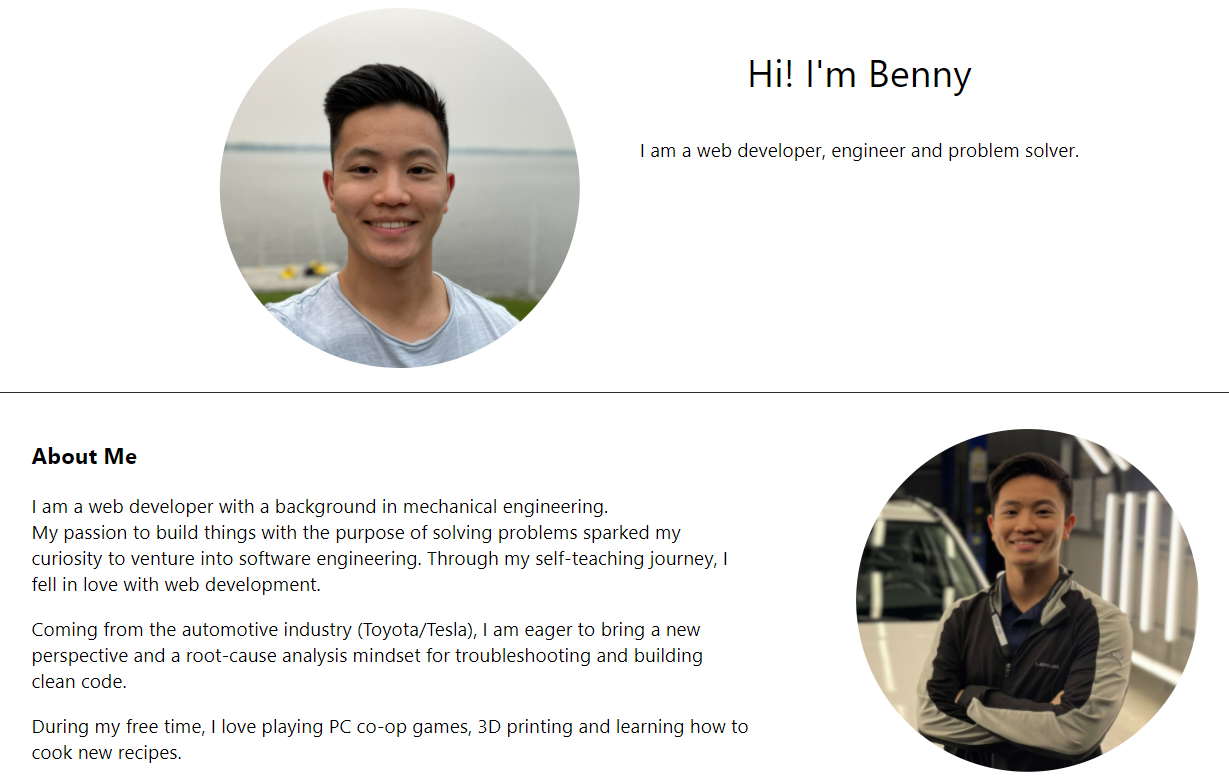 Hi! I'm Benny
I am a web developer, engineer and problem solver.
About Me
I am a web developer with a background in mechanical engineering.
My passion to build things with the purpose of solving problems sparked my
curiosity to venture into software engineering. Through my self-teaching journey, I
fell in love with web development.
Coming from the automotive industry (Toyota/Tesla), I am eager to bring a new
perspective and a root-cause analysis mindset for troubleshooting and building
clean code.
During my free time, I love playing PC co-op games, 3D printing and learning how to
cook new recipes.